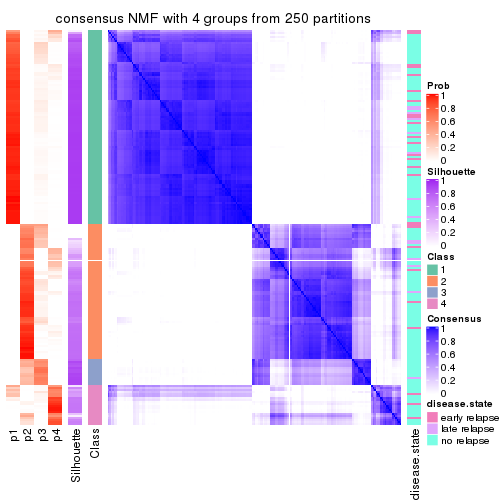 consensus NMF with 4 groups from 250 partitions
Prob
1
0.8
0.6
0.4
0.2
0
Silhouette
1
0.8
0.6
0.4
0.2
0
Class
1
2
3
4
Consensus
1
0.8
0.6
0.4
0.2
0
disease.state
early relapse
late relapse
no relapse
p1
p2
p3
p4
Silhouette
Class
disease.state